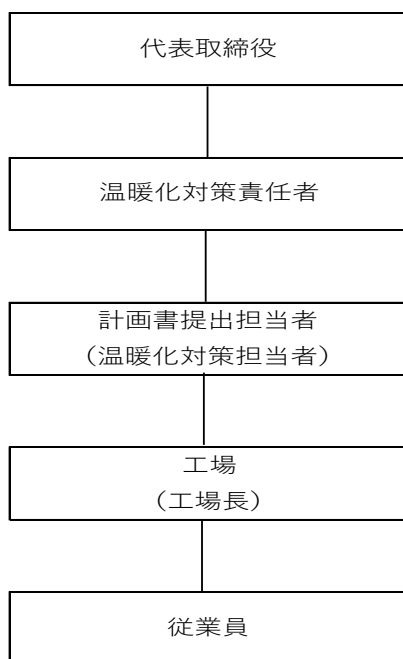 代表取締役
温暖化対策責任者
計画書提出担当者
（温暖化対策担当者）
工場
（工場長）
従業員